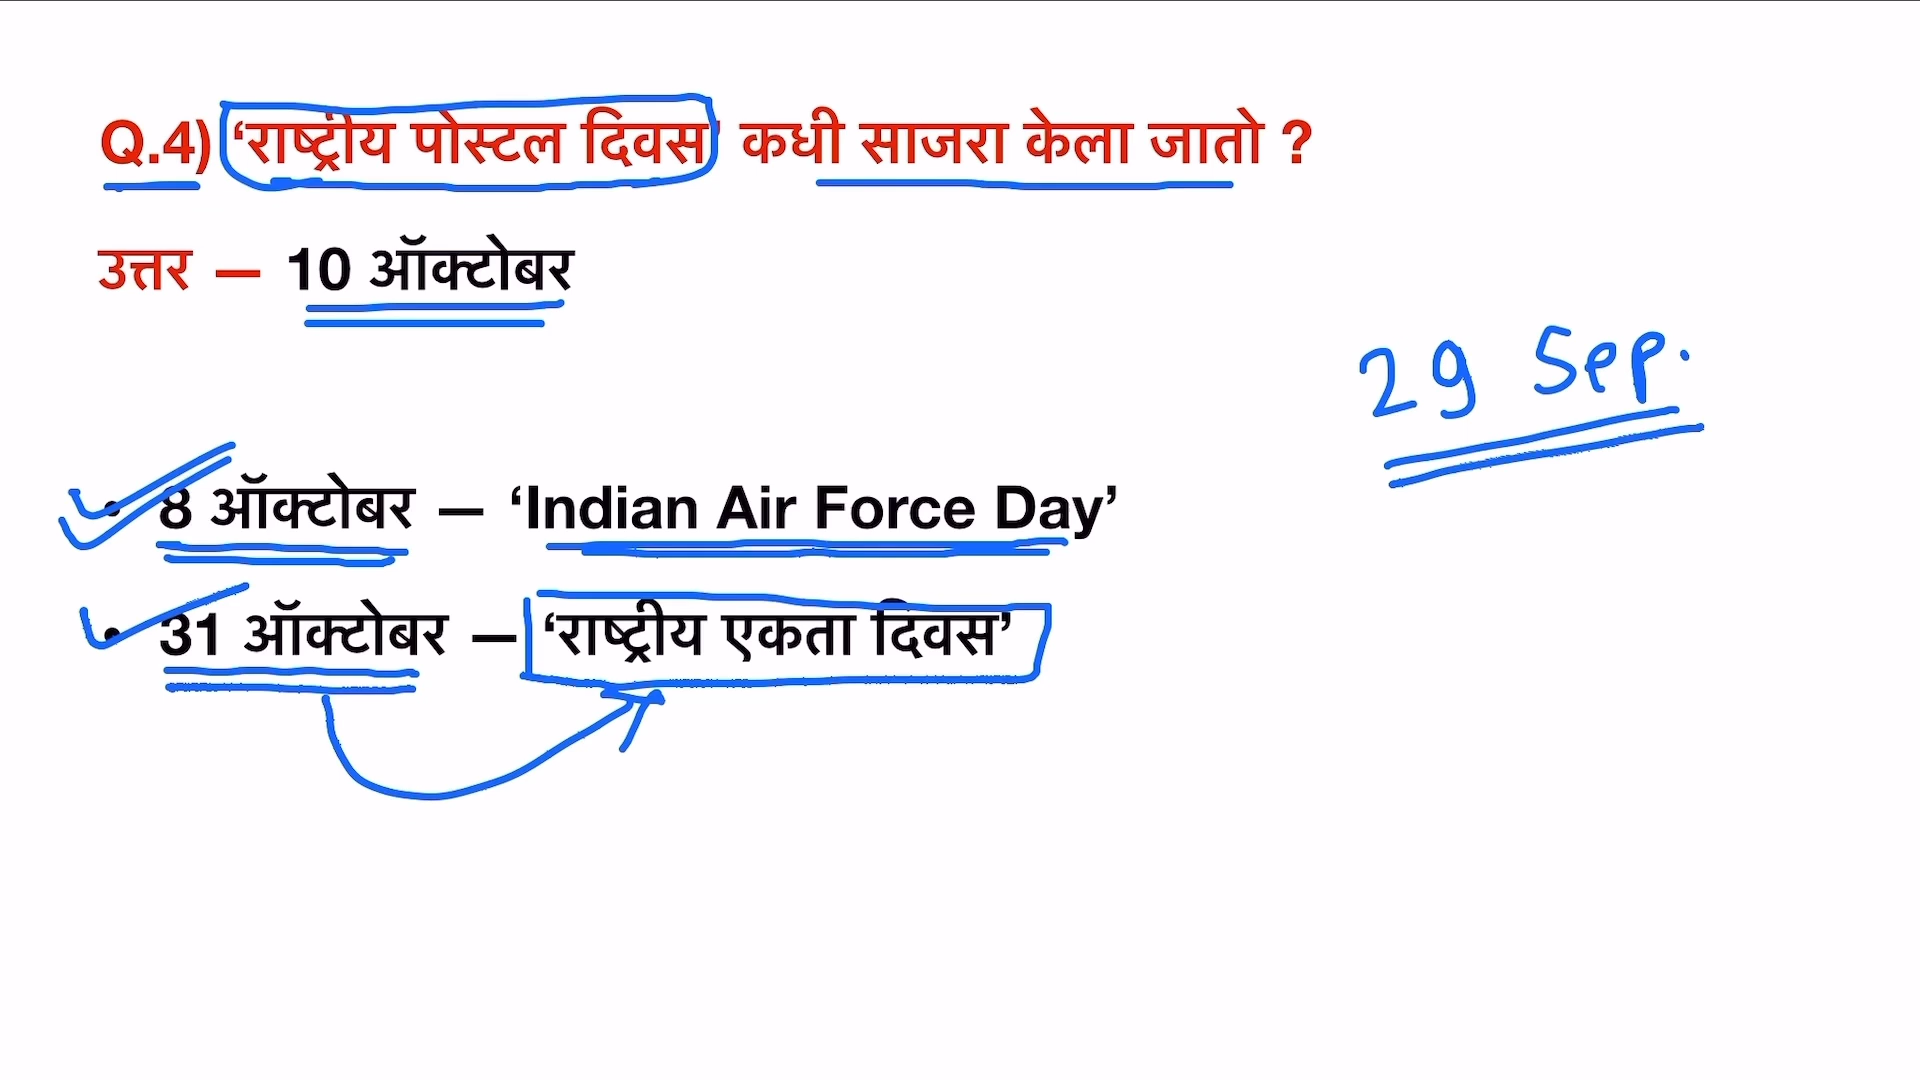 Q.4) ‘राष्ट्रीय पोस्टल दिवस’ कधी साजरा केला जातो ?
उत्तर — 10 ऑक्टोबर
29 Sep.
• 8 ऑक्टोबर — ‘Indian Air Force Day’
• 31 ऑक्टोबर — ‘राष्ट्रीय एकता दिवस’